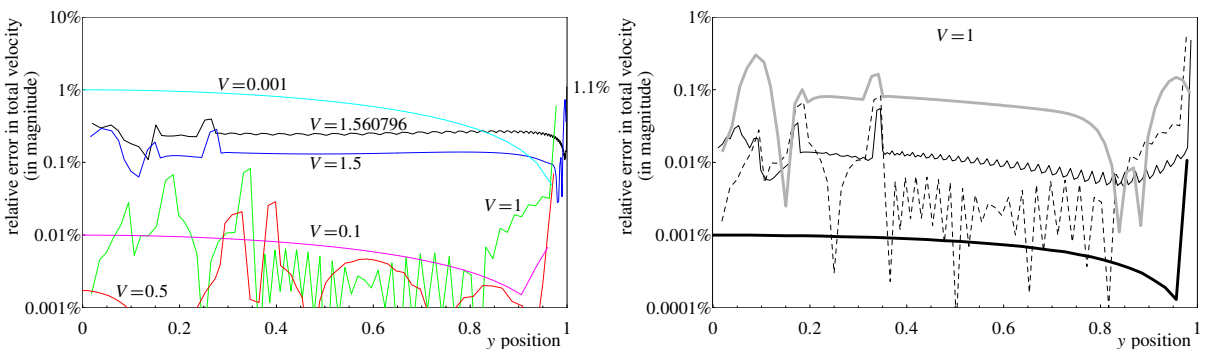 relative error in total velocity
(in magnitude)
10%
1%
0.1%
0.01%
0.001%
V=0.001
V=1.560796
V=1.5
V=1
V=0.1
V=0.5
1.1%
0
0.2
0.4
0.6
0.8
1
y position
relative error in total velocity
(in magnitude)
1%
0.1%
0.01%
0.001%
0.0001%
V=1
0
0.2
0.4
0.6
0.8
1
y position